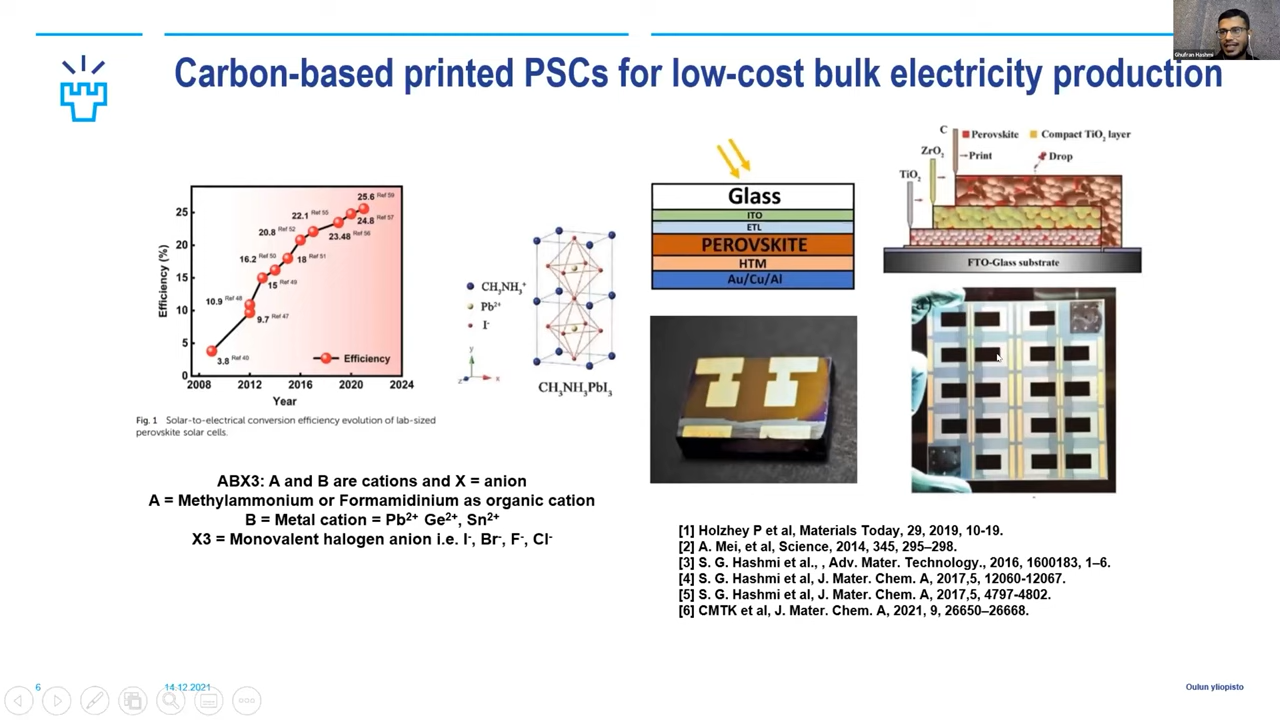 Ghufran Hashmi
Carbon-based printed PSCs for low-cost bulk electricity production
25
20
15
10
5
0
Efficiency (%)
3.8 Ref 40
9.7 Ref 47
10.9 Ref 48
15 Ref 49
16.2 Ref 50
18 Ref 51
20.8 Ref 52
22.1 Ref 55
23.48 Ref 56
24.8 Ref 57
25.6 Ref 59
Efficiency
2008 2012 2016 2020 2024
Year
Fig. 1 Solar-to-electrical conversion efficiency evolution of lab-sized
perovskite solar cells.
CH₃NH₃⁺
Pb²⁺
I⁻
y
z
x
CH₃NH₃PbI₃
ABX3: A and B are cations and X = anion
A = Methylammonium or Formamidinium as organic cation
B = Metal cation = Pb²⁺ Ge²⁺, Sn²⁺
X3 = Monovalent halogen anion i.e. I⁻, Br⁻, F⁻, Cl⁻
Glass
ITO
ETL
PEROVSKITE
HTM
Au/Cu/Al
C
Perovskite
Compact TiO₂ layer
ZrO₂
Print
Drop
TiO₂
FTO-Glass substrate
[1] Holzhey P et al, Materials Today, 29, 2019, 10-19.
[2] A. Mei, et al, Science, 2014, 345, 295–298.
[3] S. G. Hashmi et al., , Adv. Mater. Technology., 2016, 1600183, 1–6.
[4] S. G. Hashmi et al, J. Mater. Chem. A, 2017,5, 12060-12067.
[5] S. G. Hashmi et al, J. Mater. Chem. A, 2017,5, 4797-4802.
[6] CMTK et al, J. Mater. Chem. A, 2021, 9, 26650–26668.
6
14.12.2021
Oulun yliopisto